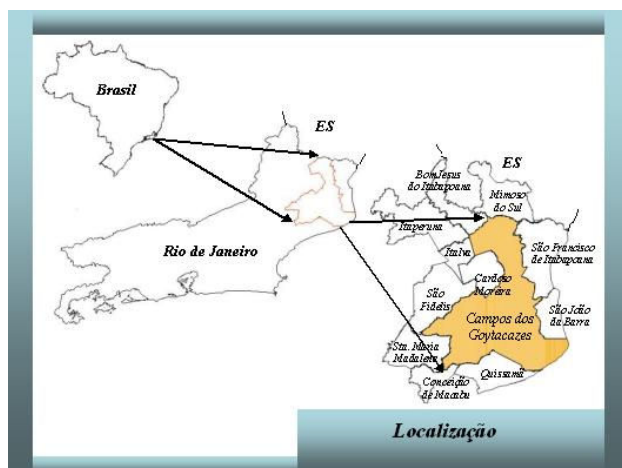 Brasil
ES
Rio de Janeiro
ES
Bom Jesus
do Itabapoana
Mimoso
do Sul
Itaperuna
Italva
São Francisco
de Itabapoana
Cardoso
Moreira
São
Fidelis
São João
da Barra
Campos dos
Goytacazes
Sta. Maria
Madalena
Conceição
de Macabu
Quissamã
Localização